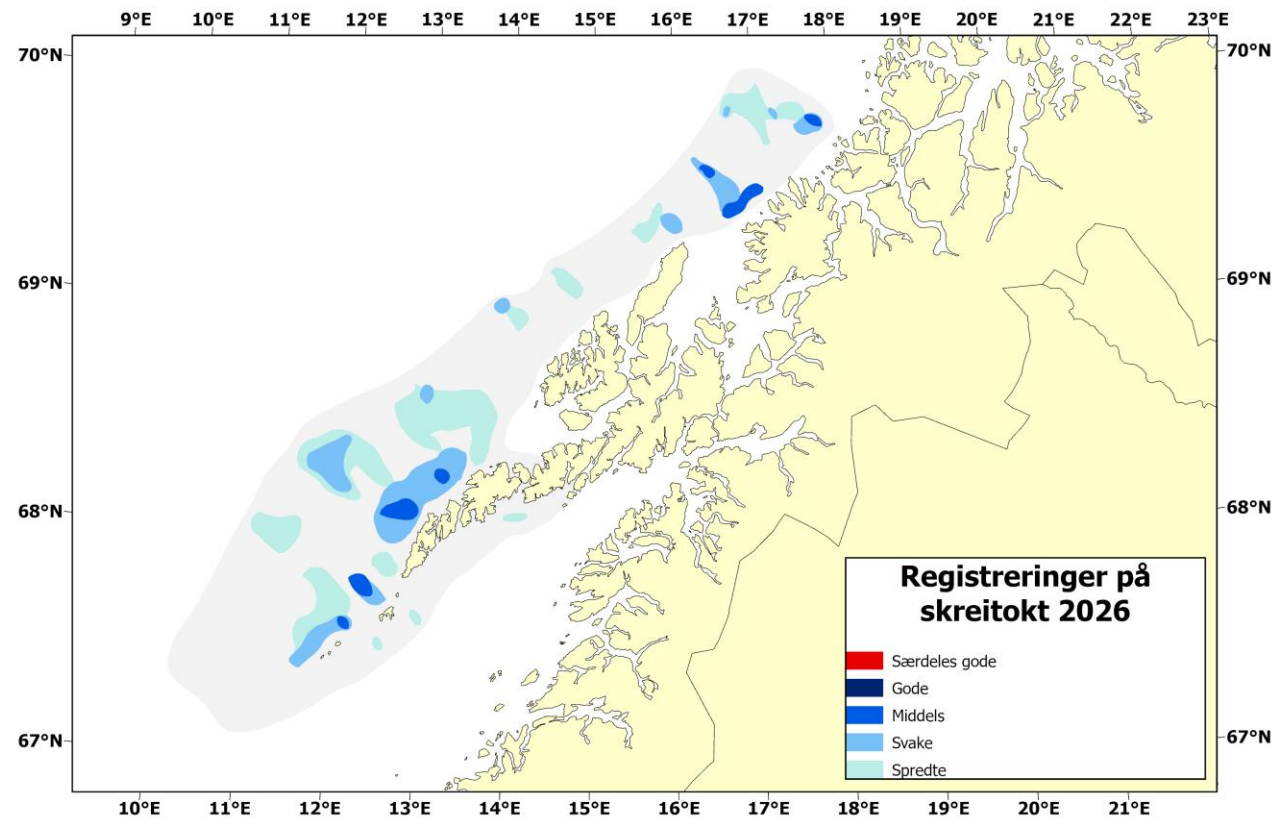 9°E 10°E 11°E 12°E 13°E 14°E 15°E 16°E 17°E 18°E 19°E 20°E 21°E 22°E 23°E
70°N 70°N
69°N 69°N
68°N 68°N
Registreringer på
skreitokt 2026
Særdeles gode
Gode
Middels
67°N 67°N
Svake
Spredte
10°E 11°E 12°E 13°E 14°E 15°E 16°E 17°E 18°E 19°E 20°E 21°E